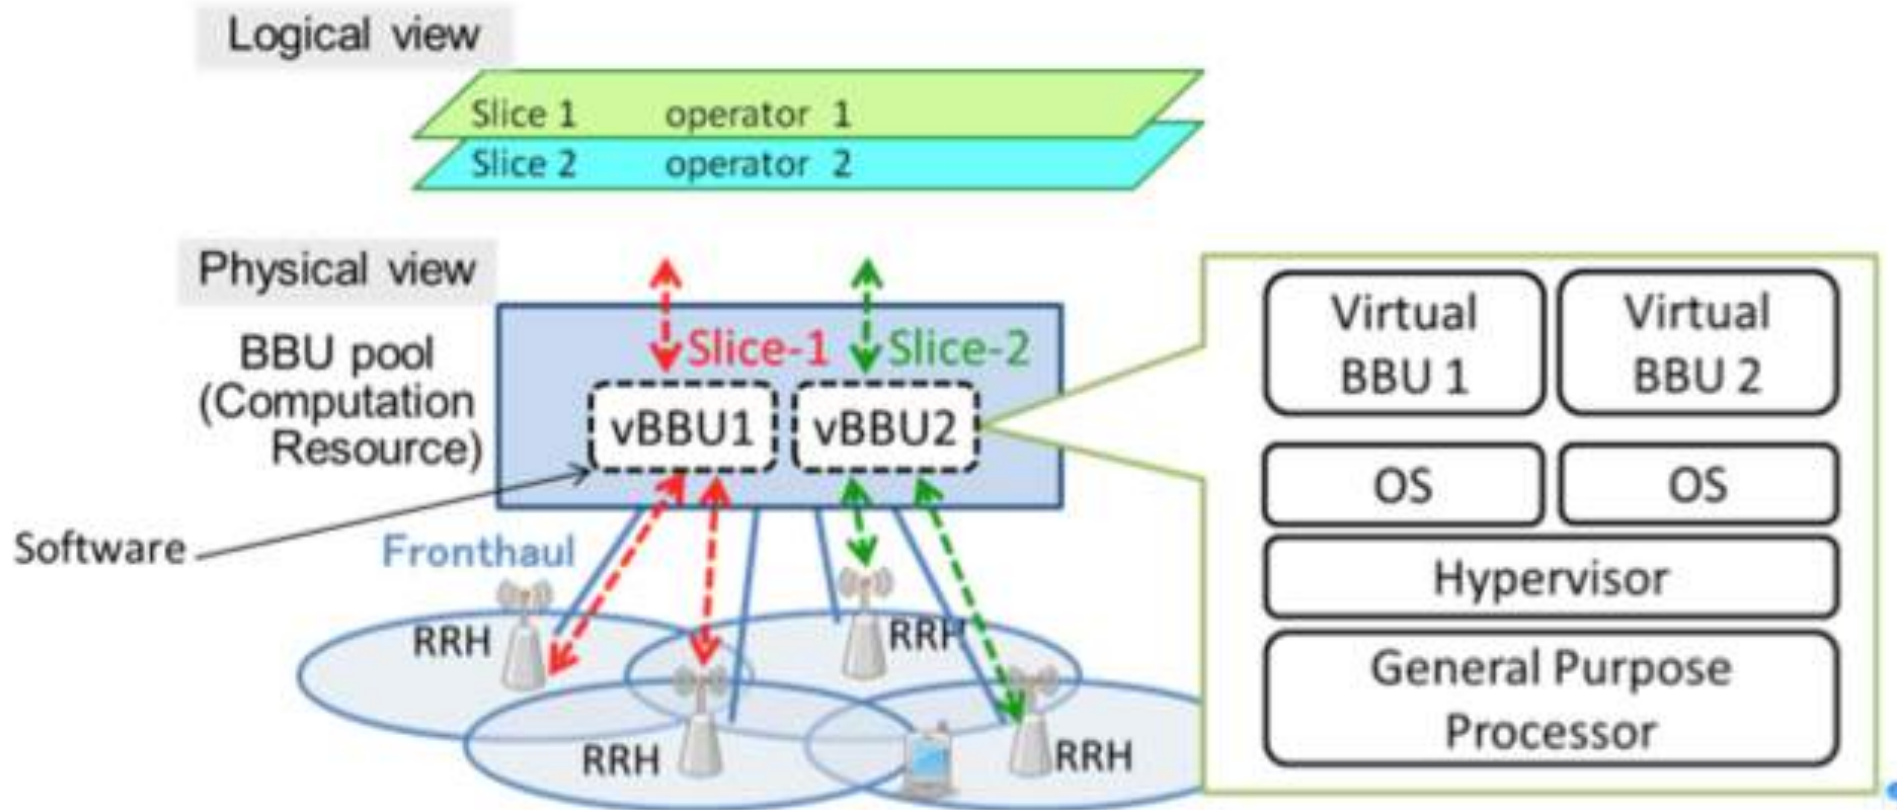 Logical view
Slice 1 operator 1
Slice 2 operator 2
Physical view
BBU pool
(Computation
Resource)
Slice-1
Slice-2
vBBU1
vBBU2
Software
Fronthaul
RRH
RRH
RRH
RRH
Virtual
BBU 1
Virtual
BBU 2
OS
OS
Hypervisor
General Purpose
Processor